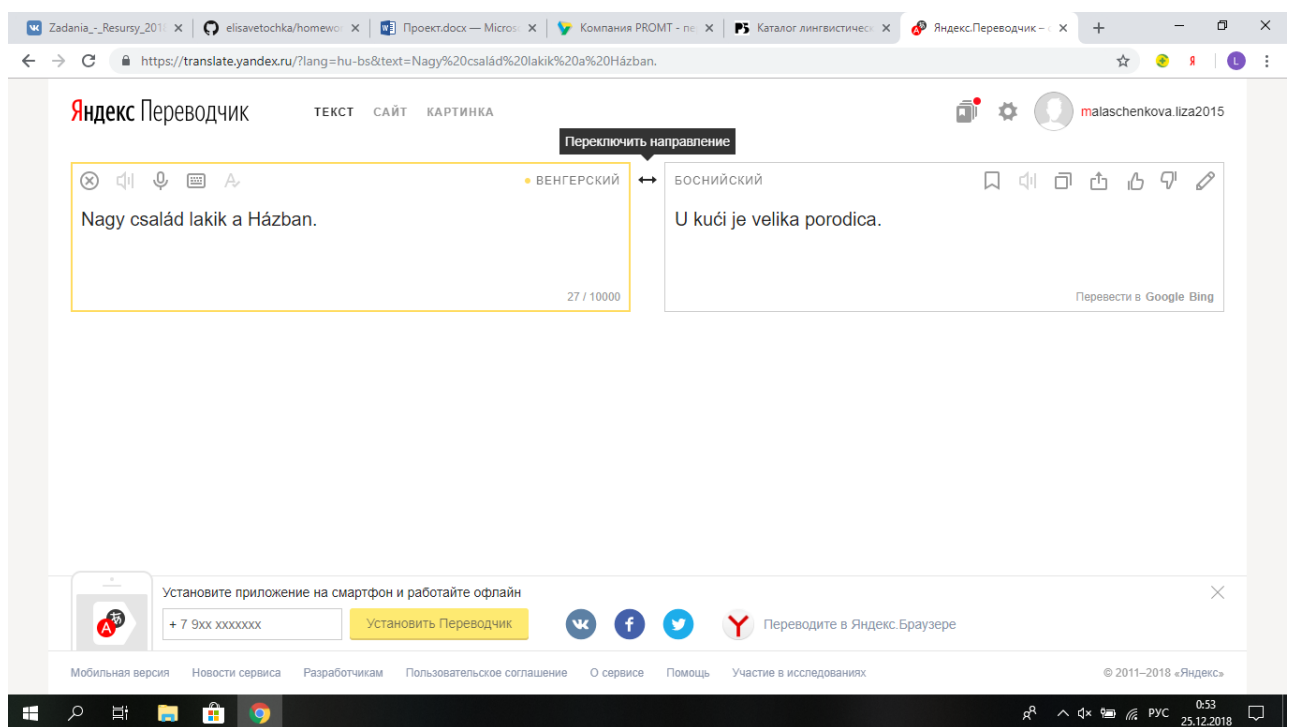 Zadania_-_Resursy_201
elisavetochka/homewo
Проект.docx — Micros
Компания PROMT - пе
Каталог лингвистическ
Яндекс.Переводчик –
https://translate.yandex.ru/?lang=hu-bs&text=Nagy%20család%20lakik%20a%20Házban.
Яндекс Переводчик
ТЕКСТ САЙТ КАРТИНКА
malaschenkova.liza2015
Переключить направление
ВЕНГЕРСКИЙ
БОСНИЙСКИЙ
Nagy család lakik a Házban.
U kući je velika porodica.
27 / 10000
Перевести в Google Bing
Установите приложение на смартфон и работайте офлайн
+ 7 9xx xxxxxxx
Установить Переводчик
Переводите в Яндекс.Браузере
Мобильная версия Новости сервиса Разработчикам Пользовательское соглашение О сервисе Помощь Участие в исследованиях
© 2011–2018 «Яндекс»
РУС
0:53
25.12.2018